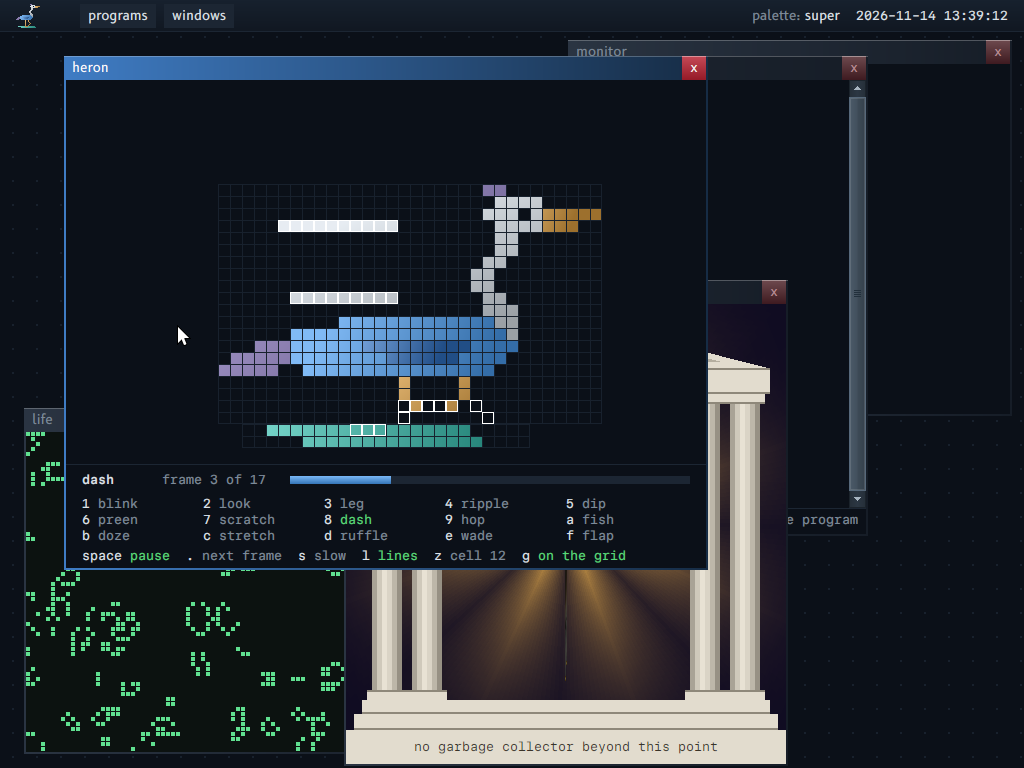 programs windows palette: super 2026-11-14 13:39:12
monitor x
heron x
x
x
life
dash frame 3 of 17
1 blink 2 look 3 leg 4 ripple 5 dip
6 preen 7 scratch 8 dash 9 hop a fish
b doze c stretch d ruffle e wade f flap
space pause . next frame s slow l lines z cell 12 g on the grid
e program
no garbage collector beyond this point